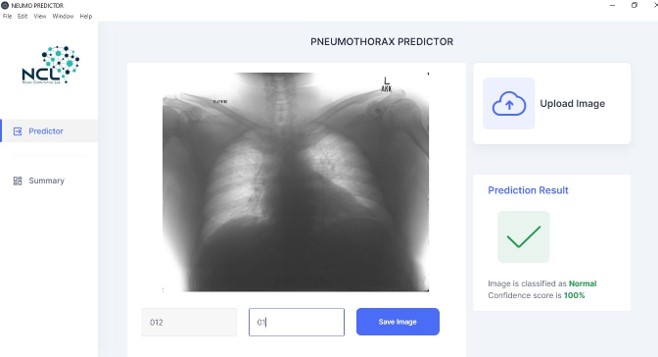 NEUMO PREDICTOR
File Edit View Window Help
PNEUMOTHORAX PREDICTOR
NCL
L
AKK
Upload Image
Predictor
Summary
Prediction Result
Image is classified as Normal
Confidence score is 100%
012
01
Save Image